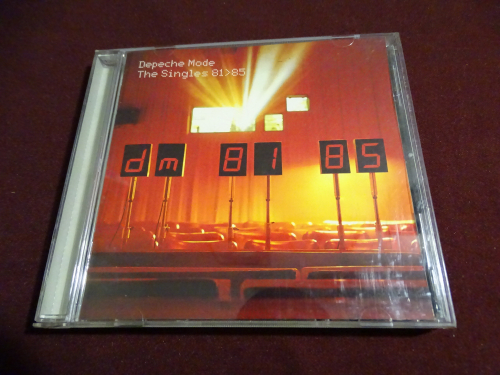 Depeche Mode
The Singles 81>85
dm 81 85